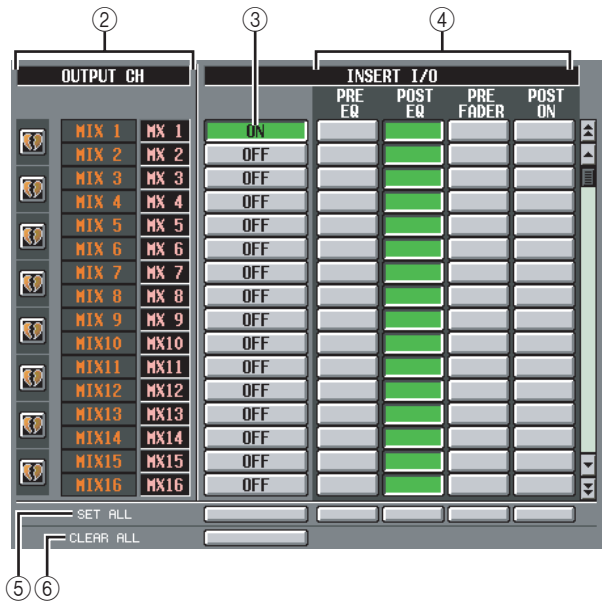 ② ③ ④
OUTPUT CH INSERT I/O
PRE EQ POST EQ PRE FADER POST ON
MIX 1 MX 1 ON
MIX 2 MX 2 OFF
MIX 3 MX 3 OFF
MIX 4 MX 4 OFF
MIX 5 MX 5 OFF
MIX 6 MX 6 OFF
MIX 7 MX 7 OFF
MIX 8 MX 8 OFF
MIX 9 MX 9 OFF
MIX10 MX10 OFF
MIX11 MX11 OFF
MIX12 MX12 OFF
MIX13 MX13 OFF
MIX14 MX14 OFF
MIX15 MX15 OFF
MIX16 MX16 OFF
SET ALL
CLEAR ALL
⑤ ⑥